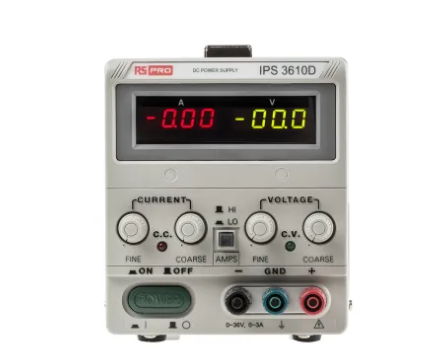 RS PRO DC POWER SUPPLY IPS 3610D
A V
-0.00 -00.0
CURRENT VOLTAGE
HI
LO
C.C. C.V.
FINE COARSE AMPS FINE COARSE
ON OFF - GND +
POWER
I O 0~36V, 0~3A